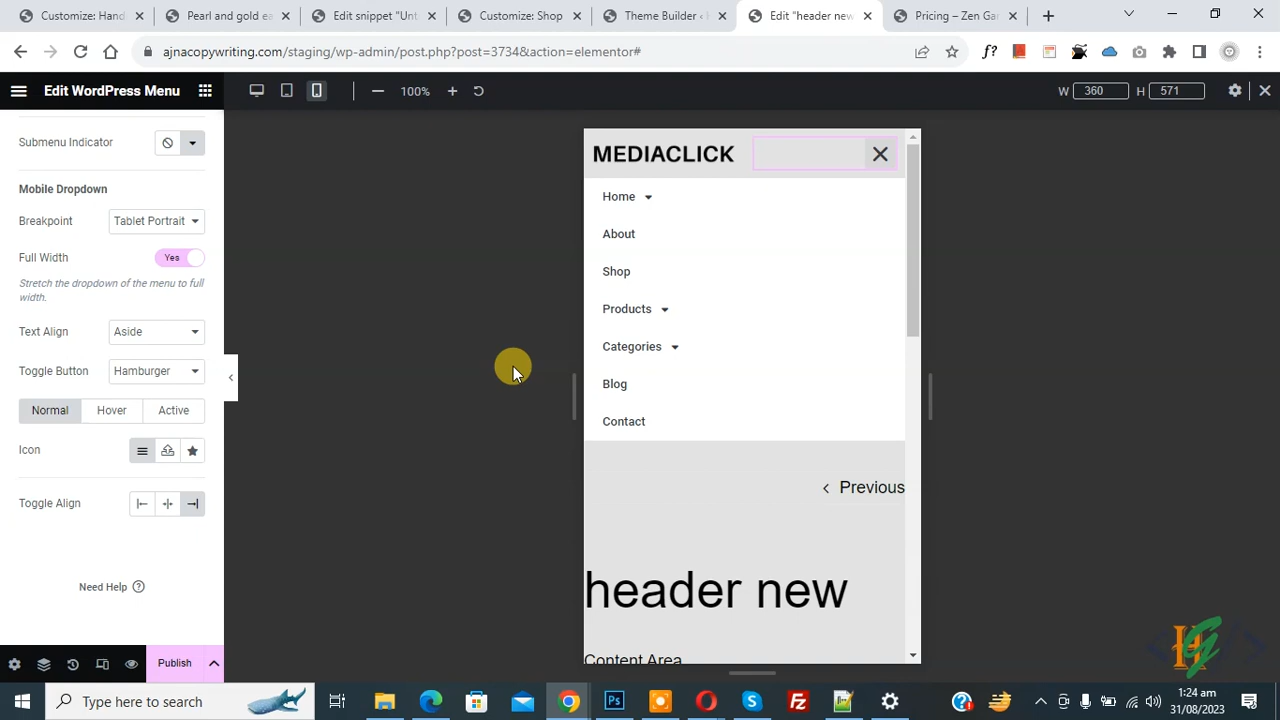 Customize: Hand
Pearl and gold ea
Edit snippet "Unt
Customize: Shop
Theme Builder ‹
Edit "header new
Pricing – Zen Gar
ajnacopywriting.com/staging/wp-admin/post.php?post=3734&action=elementor#
f?
Edit WordPress Menu
100%
W 360 H 571
Submenu Indicator
Mobile Dropdown
Breakpoint Tablet Portrait
Full Width Yes
Stretch the dropdown of the menu to full
width.
Text Align Aside
Toggle Button Hamburger
Normal Hover Active
Icon
Toggle Align
Need Help
Publish
MEDIACLICK
Home
About
Shop
Products
Categories
Blog
Contact
Previous
header new
Content Area
HG
Type here to search
1:24 am
31/08/2023